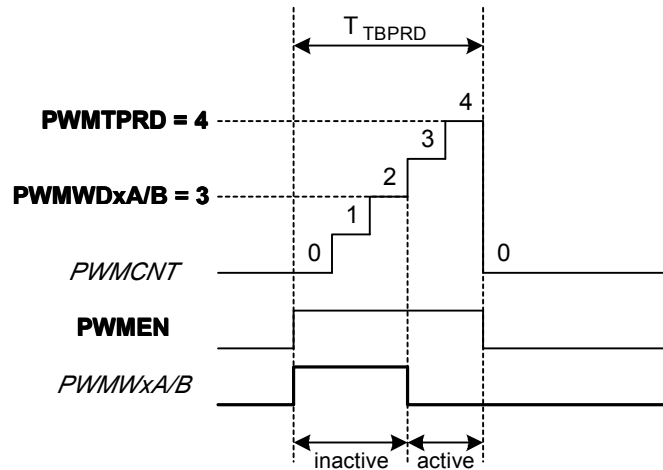 T TBPRD
4
PWMTPRD = 4
3
2
PWMWDxA/B = 3
1
0
0
PWMCNT
PWMEN
PWMWxA/B
inactive
active